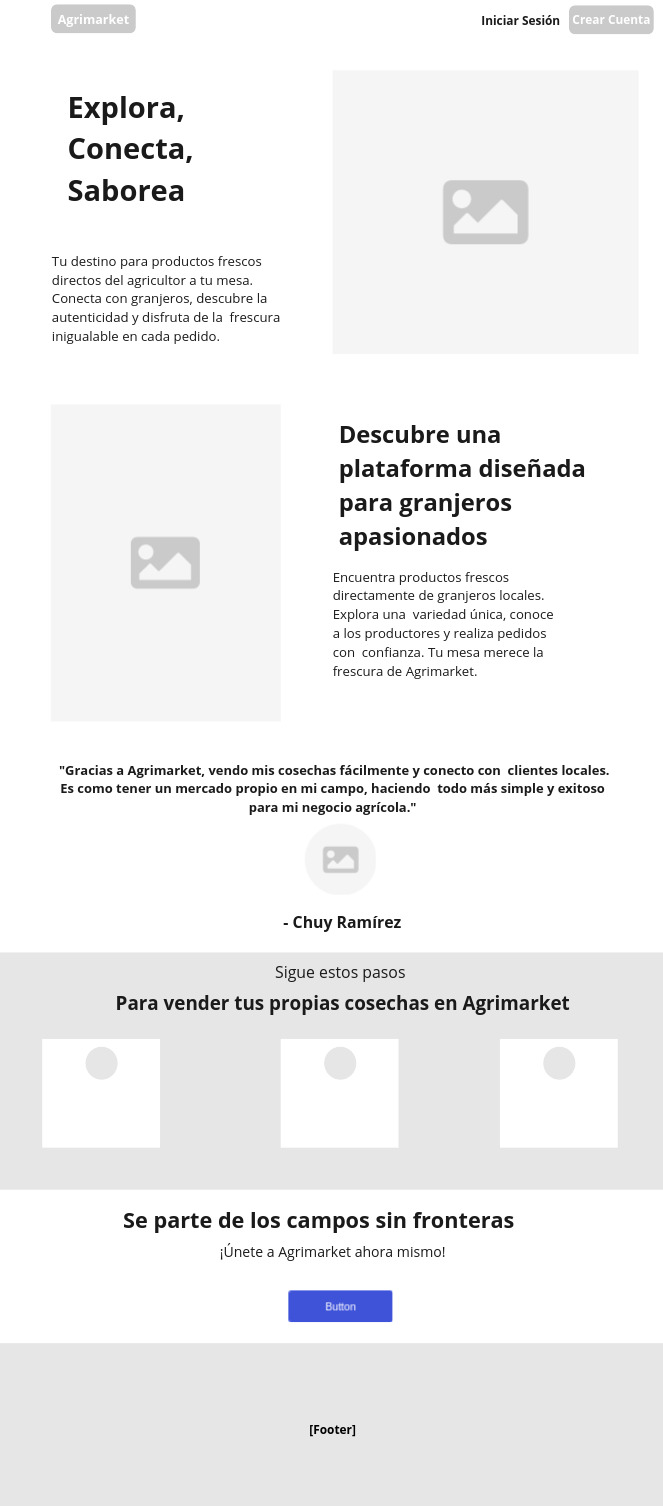 Agrimarket
Iniciar Sesión
Crear Cuenta
Explora,
Conecta,
Saborea
Tu destino para productos frescos
directos del agricultor a tu mesa.
Conecta con granjeros, descubre la
autenticidad y disfruta de la  frescura
inigualable en cada pedido.
Descubre una
plataforma diseñada
para granjeros
apasionados
Encuentra productos frescos
directamente de granjeros locales.
Explora una  variedad única, conoce
a los productores y realiza pedidos
con  confianza. Tu mesa merece la
frescura de Agrimarket.
"Gracias a Agrimarket, vendo mis cosechas fácilmente y conecto con  clientes locales.
Es como tener un mercado propio en mi campo, haciendo  todo más simple y exitoso
para mi negocio agrícola."
- Chuy Ramírez
Sigue estos pasos
Para vender tus propias cosechas en Agrimarket
Se parte de los campos sin fronteras
¡Únete a Agrimarket ahora mismo!
Button
[Footer]